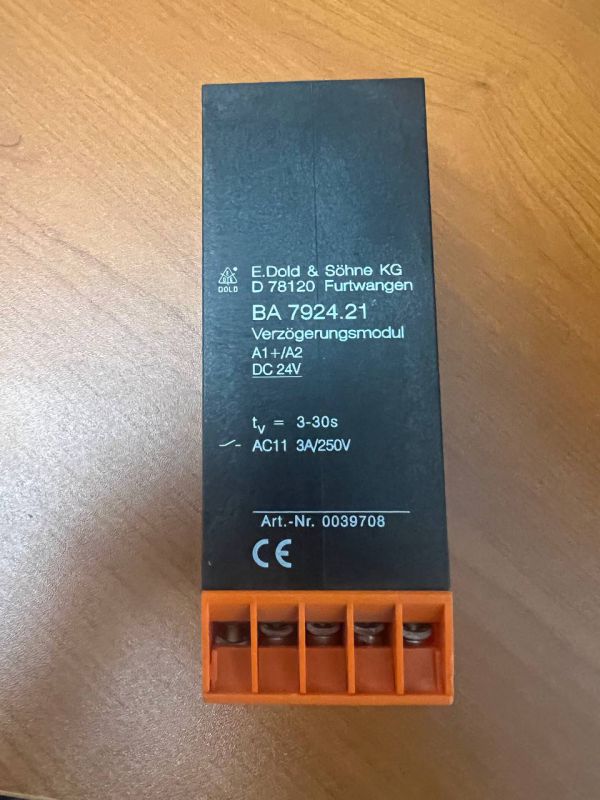 DOLD
E.Dold & Söhne KG
D 78120 Furtwangen
BA 7924.21
Verzögerungsmodul
A1+/A2
DC 24V
tv = 3-30s
AC11 3A/250V
Art.-Nr. 0039708
CE